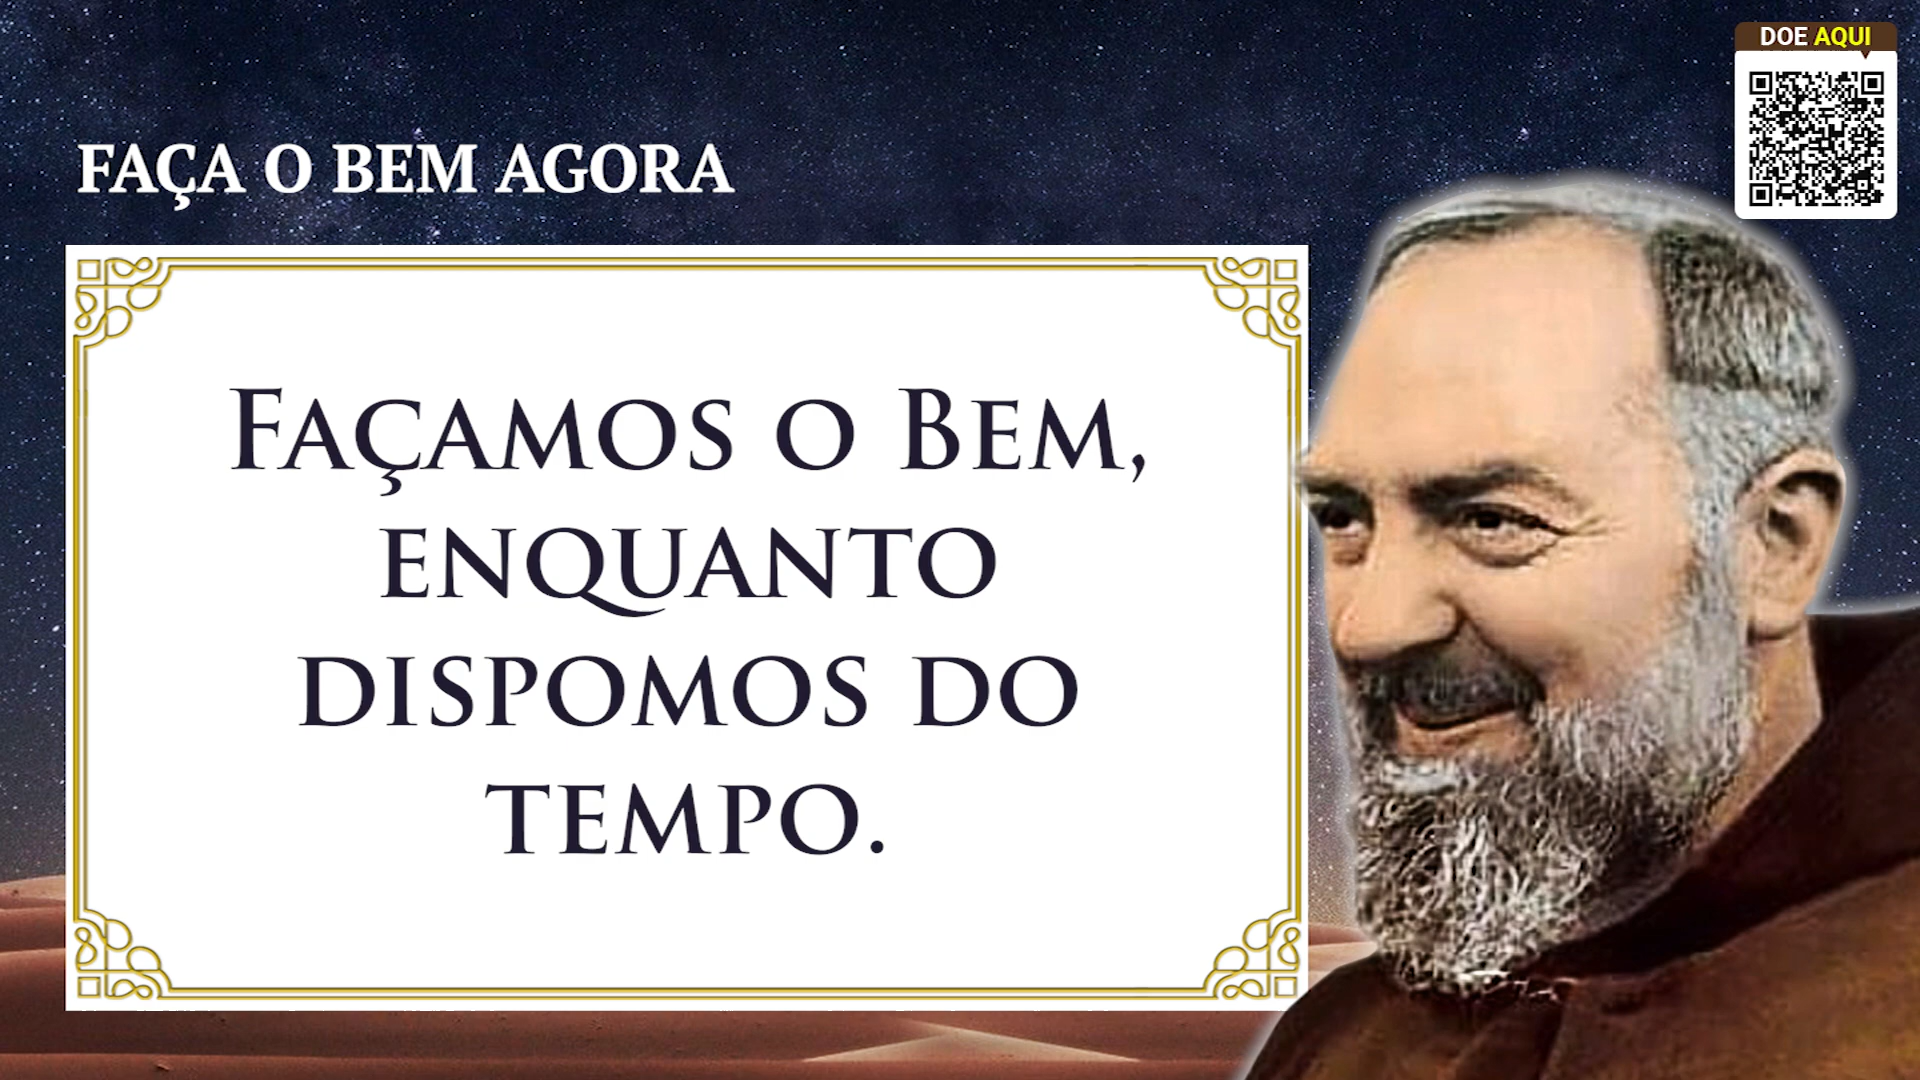 DOE AQUI
FAÇA O BEM AGORA
FAÇAMOS O BEM,
ENQUANTO
DISPOMOS DO
TEMPO.